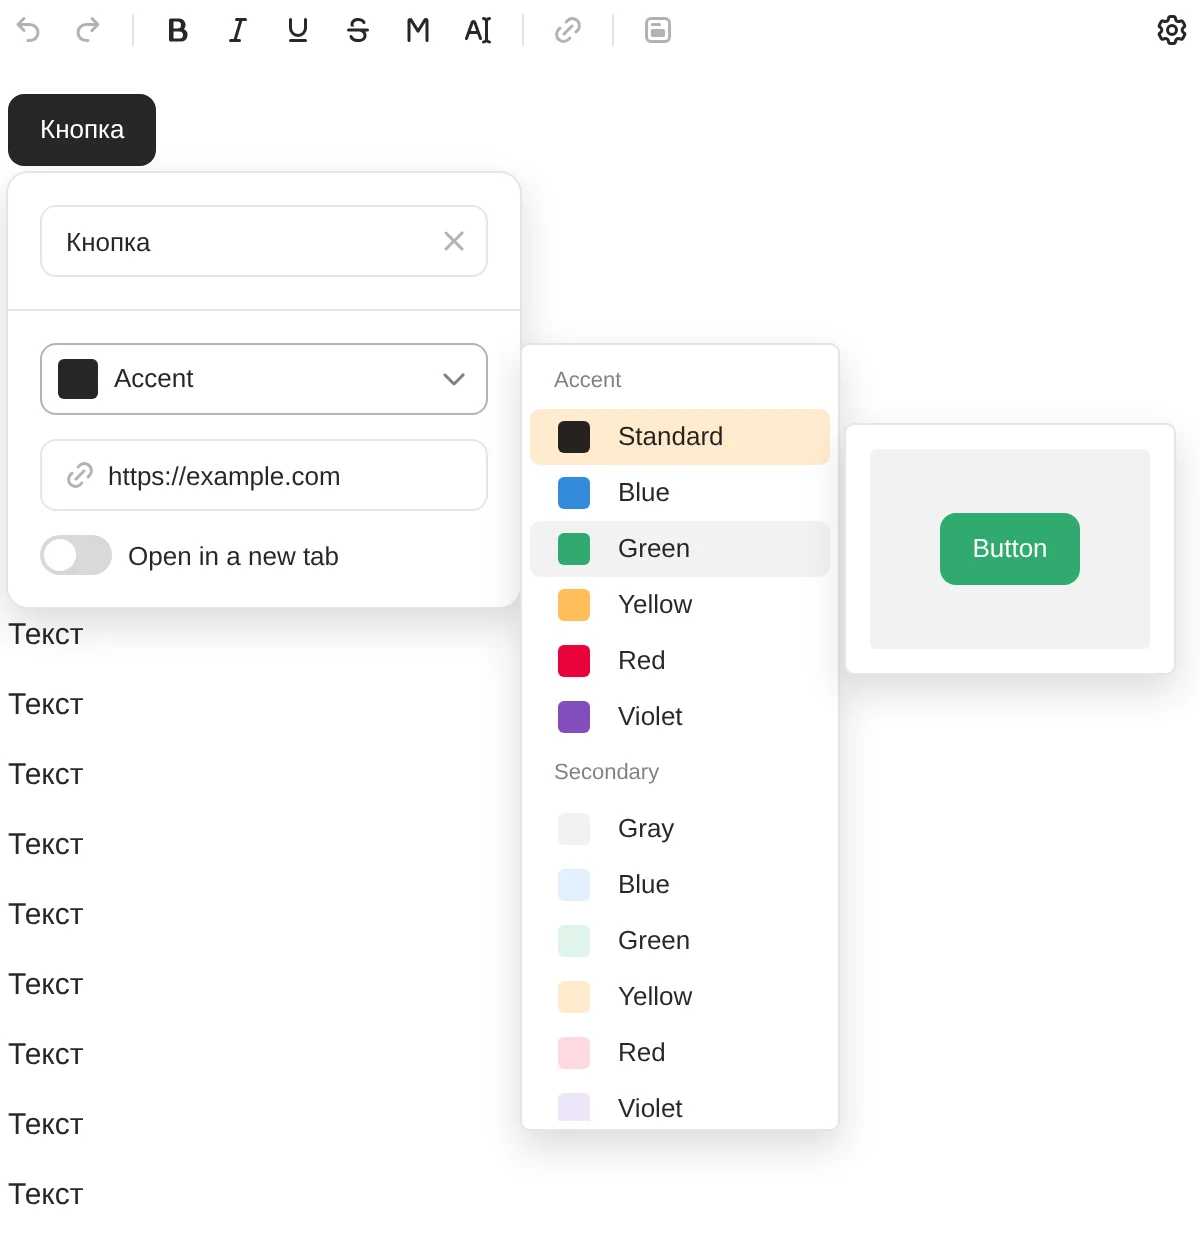 Кнопка
Кнопка
Accent
https://example.com
Open in a new tab
Accent
Standard
Blue
Green
Yellow
Red
Violet
Secondary
Gray
Blue
Green
Yellow
Red
Violet
Button
Текст
Текст
Текст
Текст
Текст
Текст
Текст
Текст
Текст